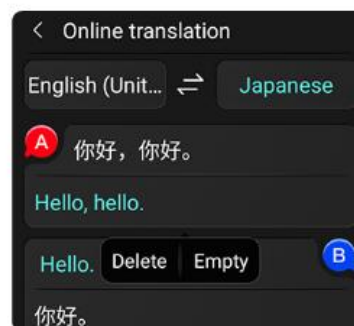 < Online translation
English (Unit... ⇌ Japanese
A 你好，你好。
Hello, hello.
Hello. Delete Empty B
你好。